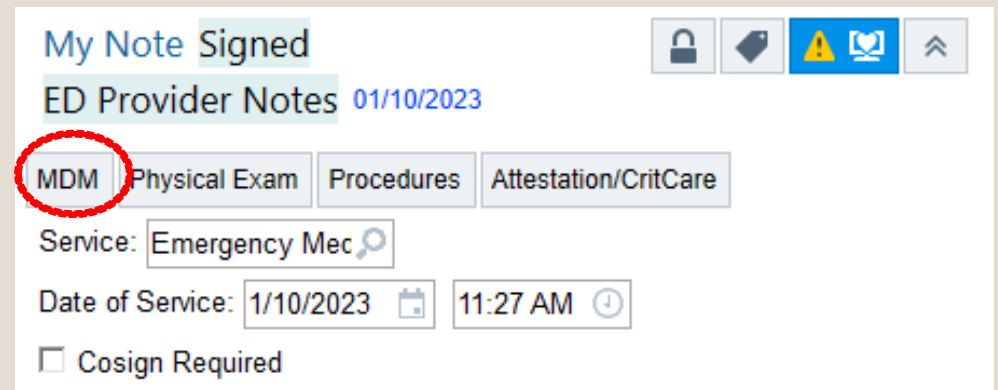 My Note Signed
ED Provider Notes 01/10/2023
MDM Physical Exam Procedures Attestation/CritCare
Service: Emergency Mec
Date of Service: 1/10/2023 11:27 AM
Cosign Required